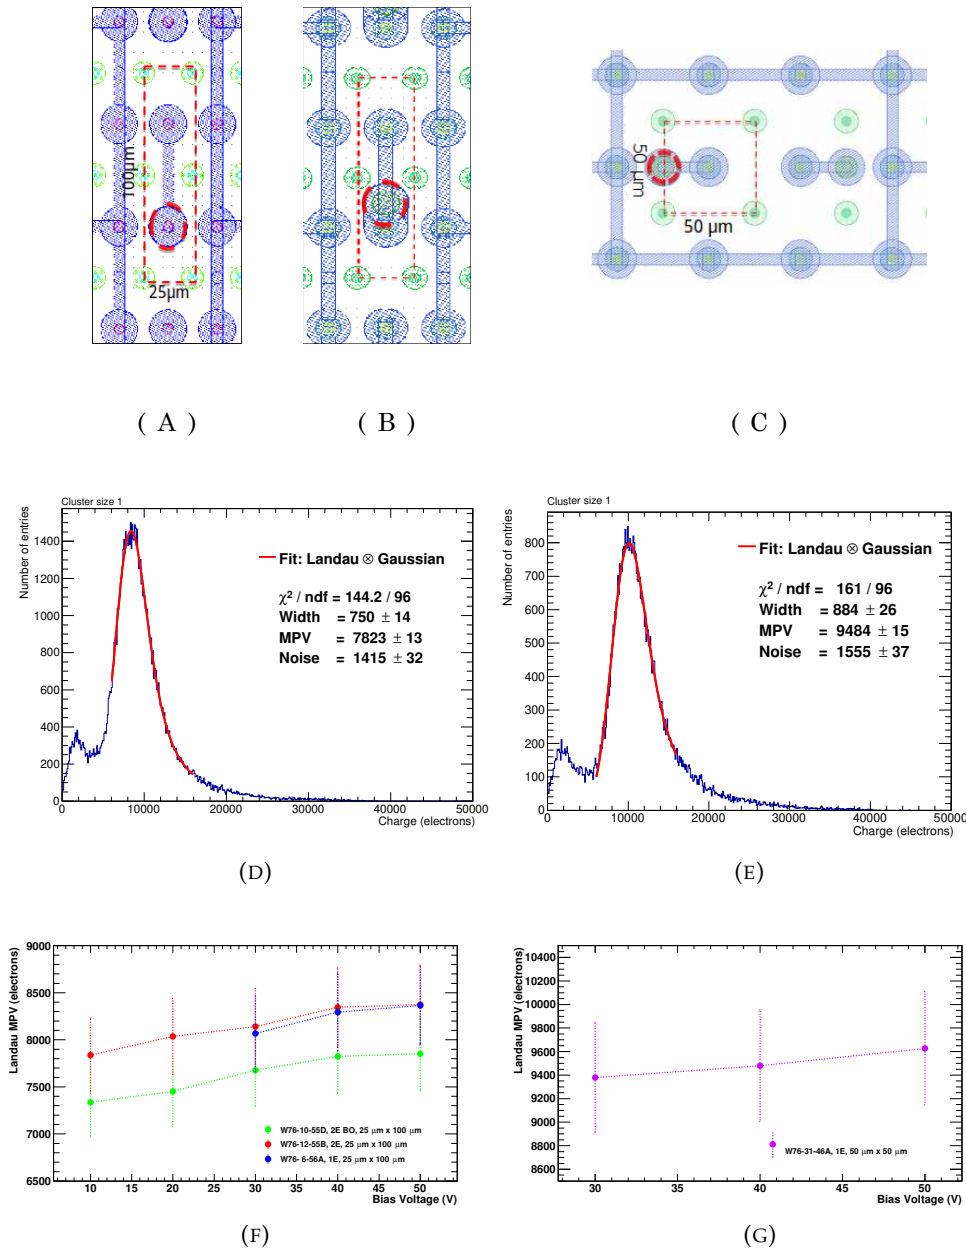 100µm
25µm
50 µm
50 µm
( A )
( B )
( C )
Cluster size 1
Number of entries
1400
1200
1000
800
600
400
200
0
Fit: Landau ⊗ Gaussian
χ² / ndf = 144.2 / 96
Width = 750 ± 14
MPV = 7823 ± 13
Noise = 1415 ± 32
0 10000 20000 30000 40000 50000
Charge (electrons)
(D)
Cluster size 1
Number of entries
800
700
600
500
400
300
200
100
0
Fit: Landau ⊗ Gaussian
χ² / ndf = 161 / 96
Width = 884 ± 26
MPV = 9484 ± 15
Noise = 1555 ± 37
0 10000 20000 30000 40000 50000
Charge (electrons)
(E)
Landau MPV (electrons)
9000
8500
8000
7500
7000
6500
W76-10-55D, 2E BO, 25 µm x 100 µm
W76-12-55B, 2E, 25 µm x 100 µm
W76- 6-56A, 1E, 25 µm x 100 µm
10 15 20 25 30 35 40 45 50
Bias Voltage (V)
(F)
Landau MPV (electrons)
10400
10200
10000
9800
9600
9400
9200
9000
8800
8600
W76-31-46A, 1E, 50 µm x 50 µm
30 35 40 45 50
Bias Voltage (V)
(G)